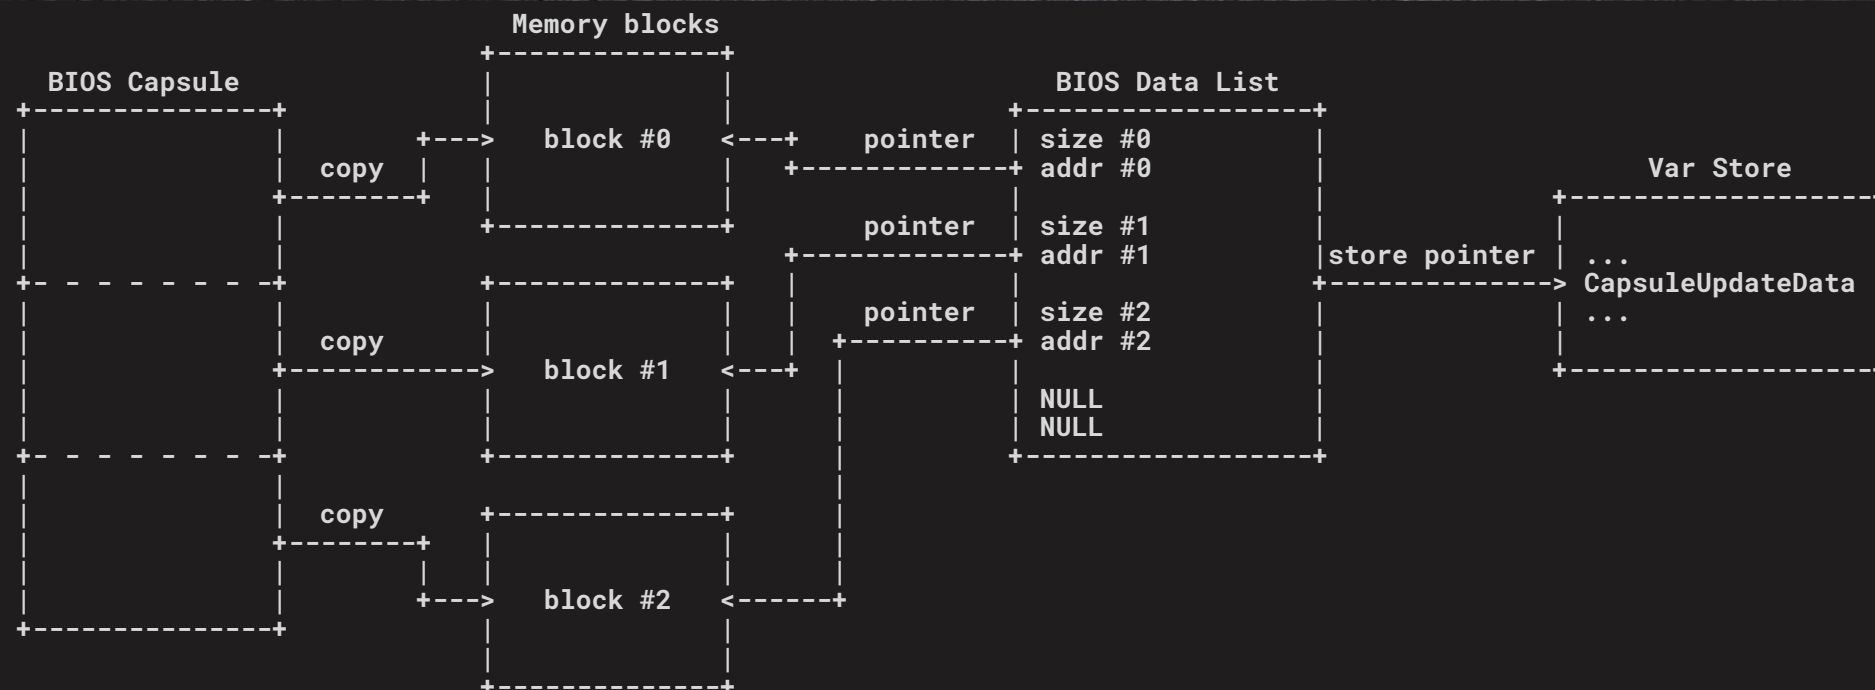 Memory blocks
BIOS Capsule
BIOS Data List
block #0
pointer
size #0
copy
addr #0
Var Store
pointer
size #1
addr #1
store pointer
...
CapsuleUpdateData
pointer
size #2
...
copy
addr #2
block #1
NULL
NULL
copy
block #2